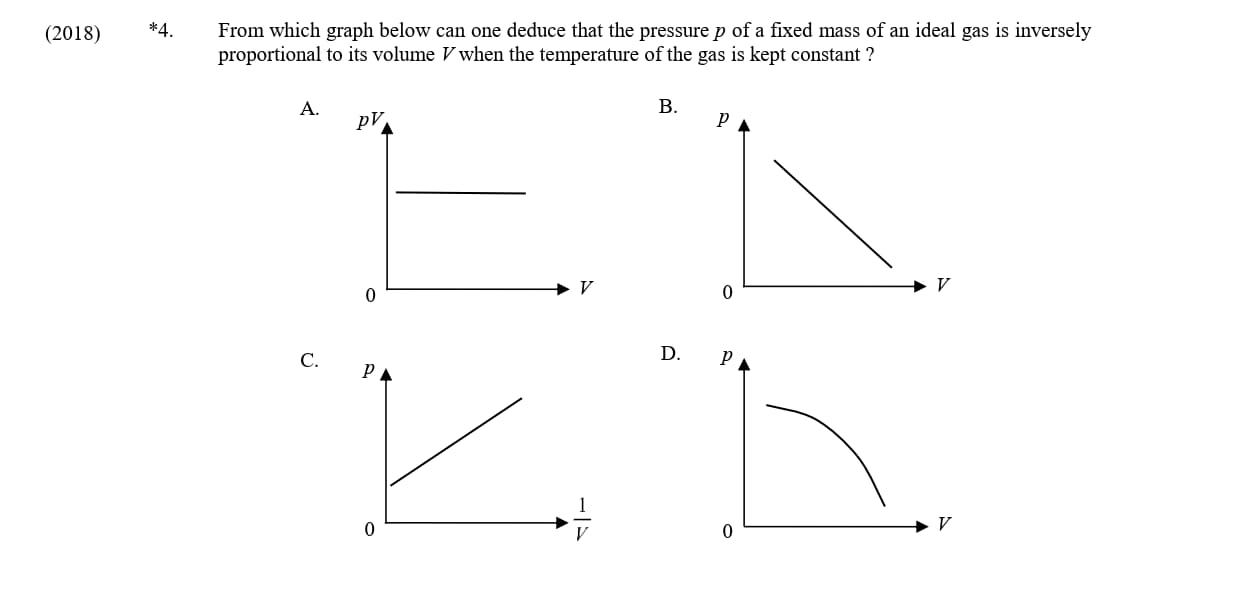 (2018) *4. From which graph below can one deduce that the pressure p of a fixed mass of an ideal gas is inversely
proportional to its volume V when the temperature of the gas is kept constant ?
A. B.
pV p
0 V 0 V
C. D.
p p
1
0 V 0 V